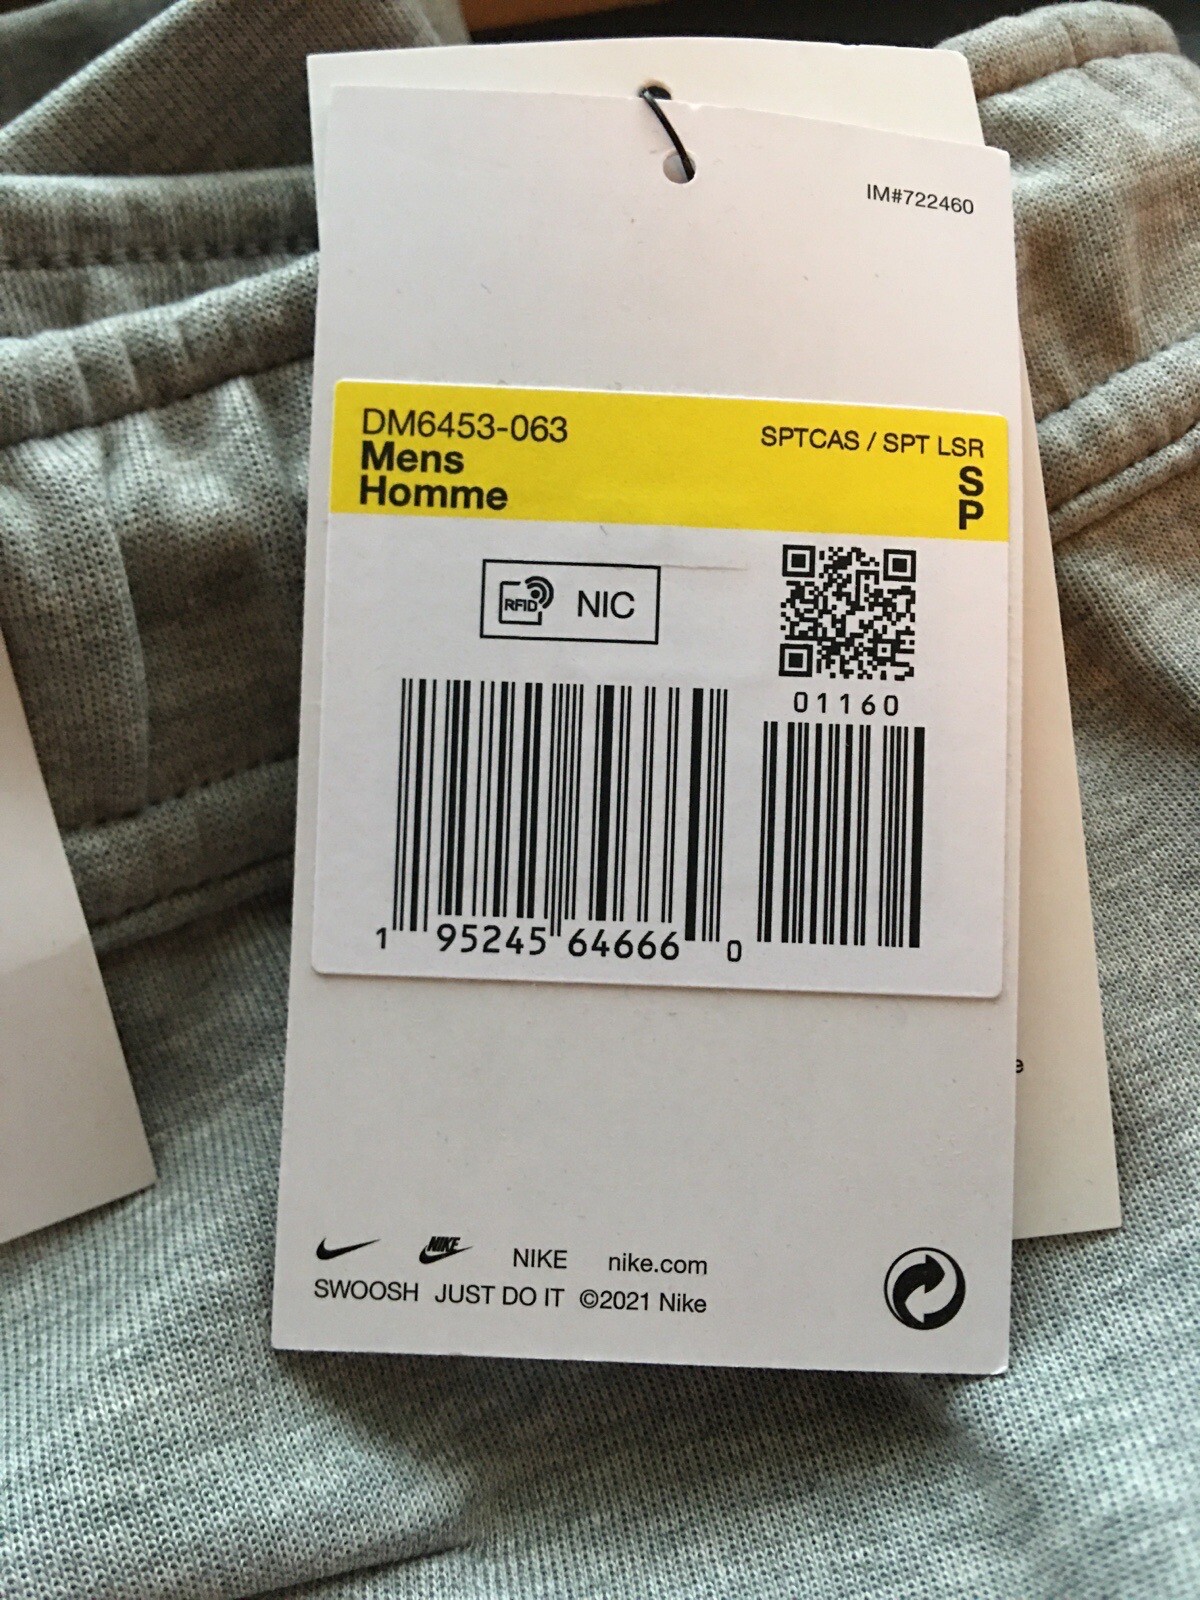 IM#722460
DM6453-063
SPTCAS / SPT LSR
Mens
S
Homme
P
RFID NIC
01160
1 95245 64666 0
e
NIKE NIKE nike.com
SWOOSH JUST DO IT ©2021 Nike